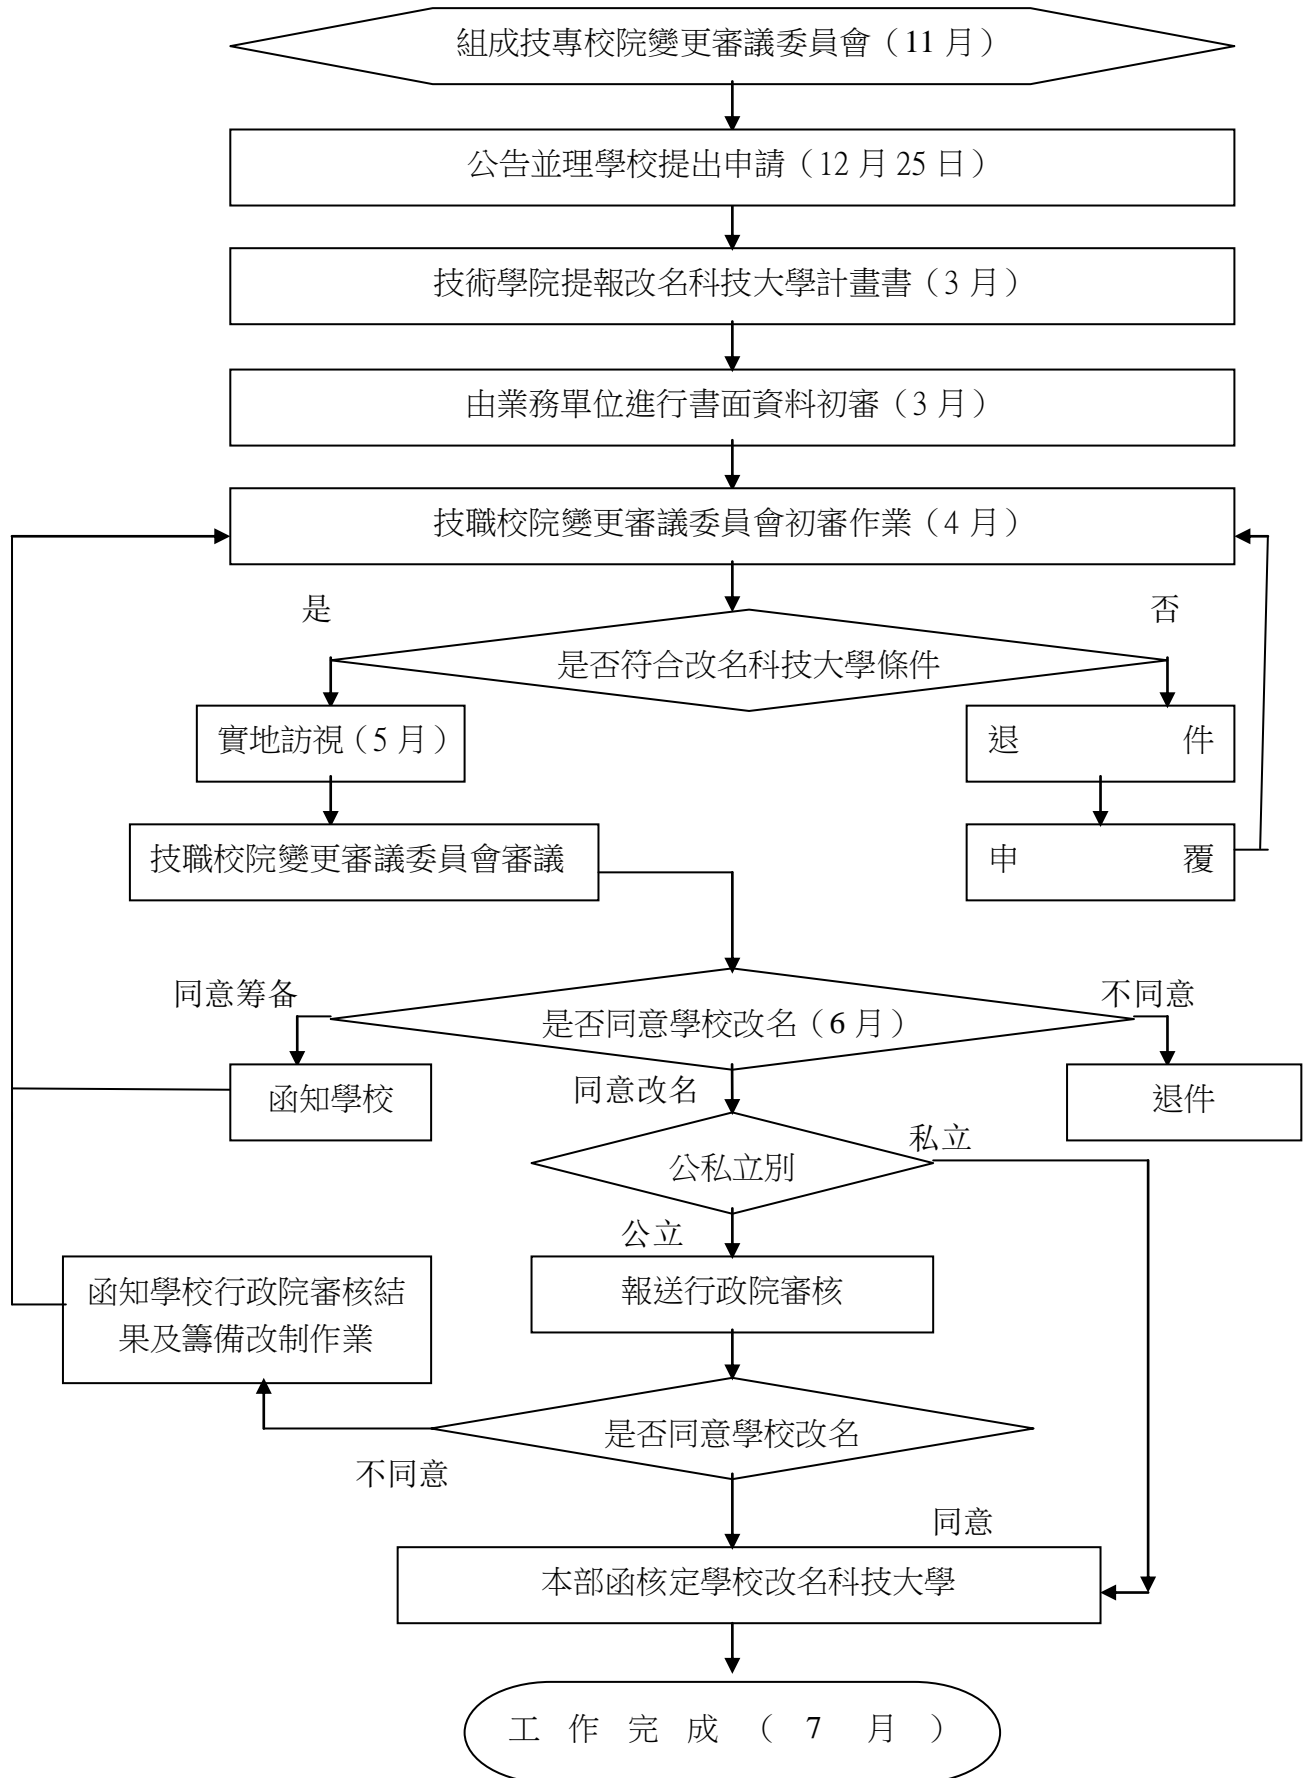 組成技專校院變更審議委員會（11 月）
公告並理學校提出申請（12 月 25 日）
技術學院提報改名科技大學計畫書（3 月）
由業務單位進行書面資料初審（3 月）
技職校院變更審議委員會初審作業（4 月）
是
否
是否符合改名科技大學條件
實地訪視（5 月）
退 件
技職校院變更審議委員會審議
申 覆
同意筹备
不同意
是否同意學校改名（6 月）
函知學校
同意改名
退件
私立
公私立別
公立
函知學校行政院審核結
果及籌備改制作業
報送行政院審核
是否同意學校改名
不同意
同意
本部函核定學校改名科技大學
工 作 完 成 （ 7 月 ）